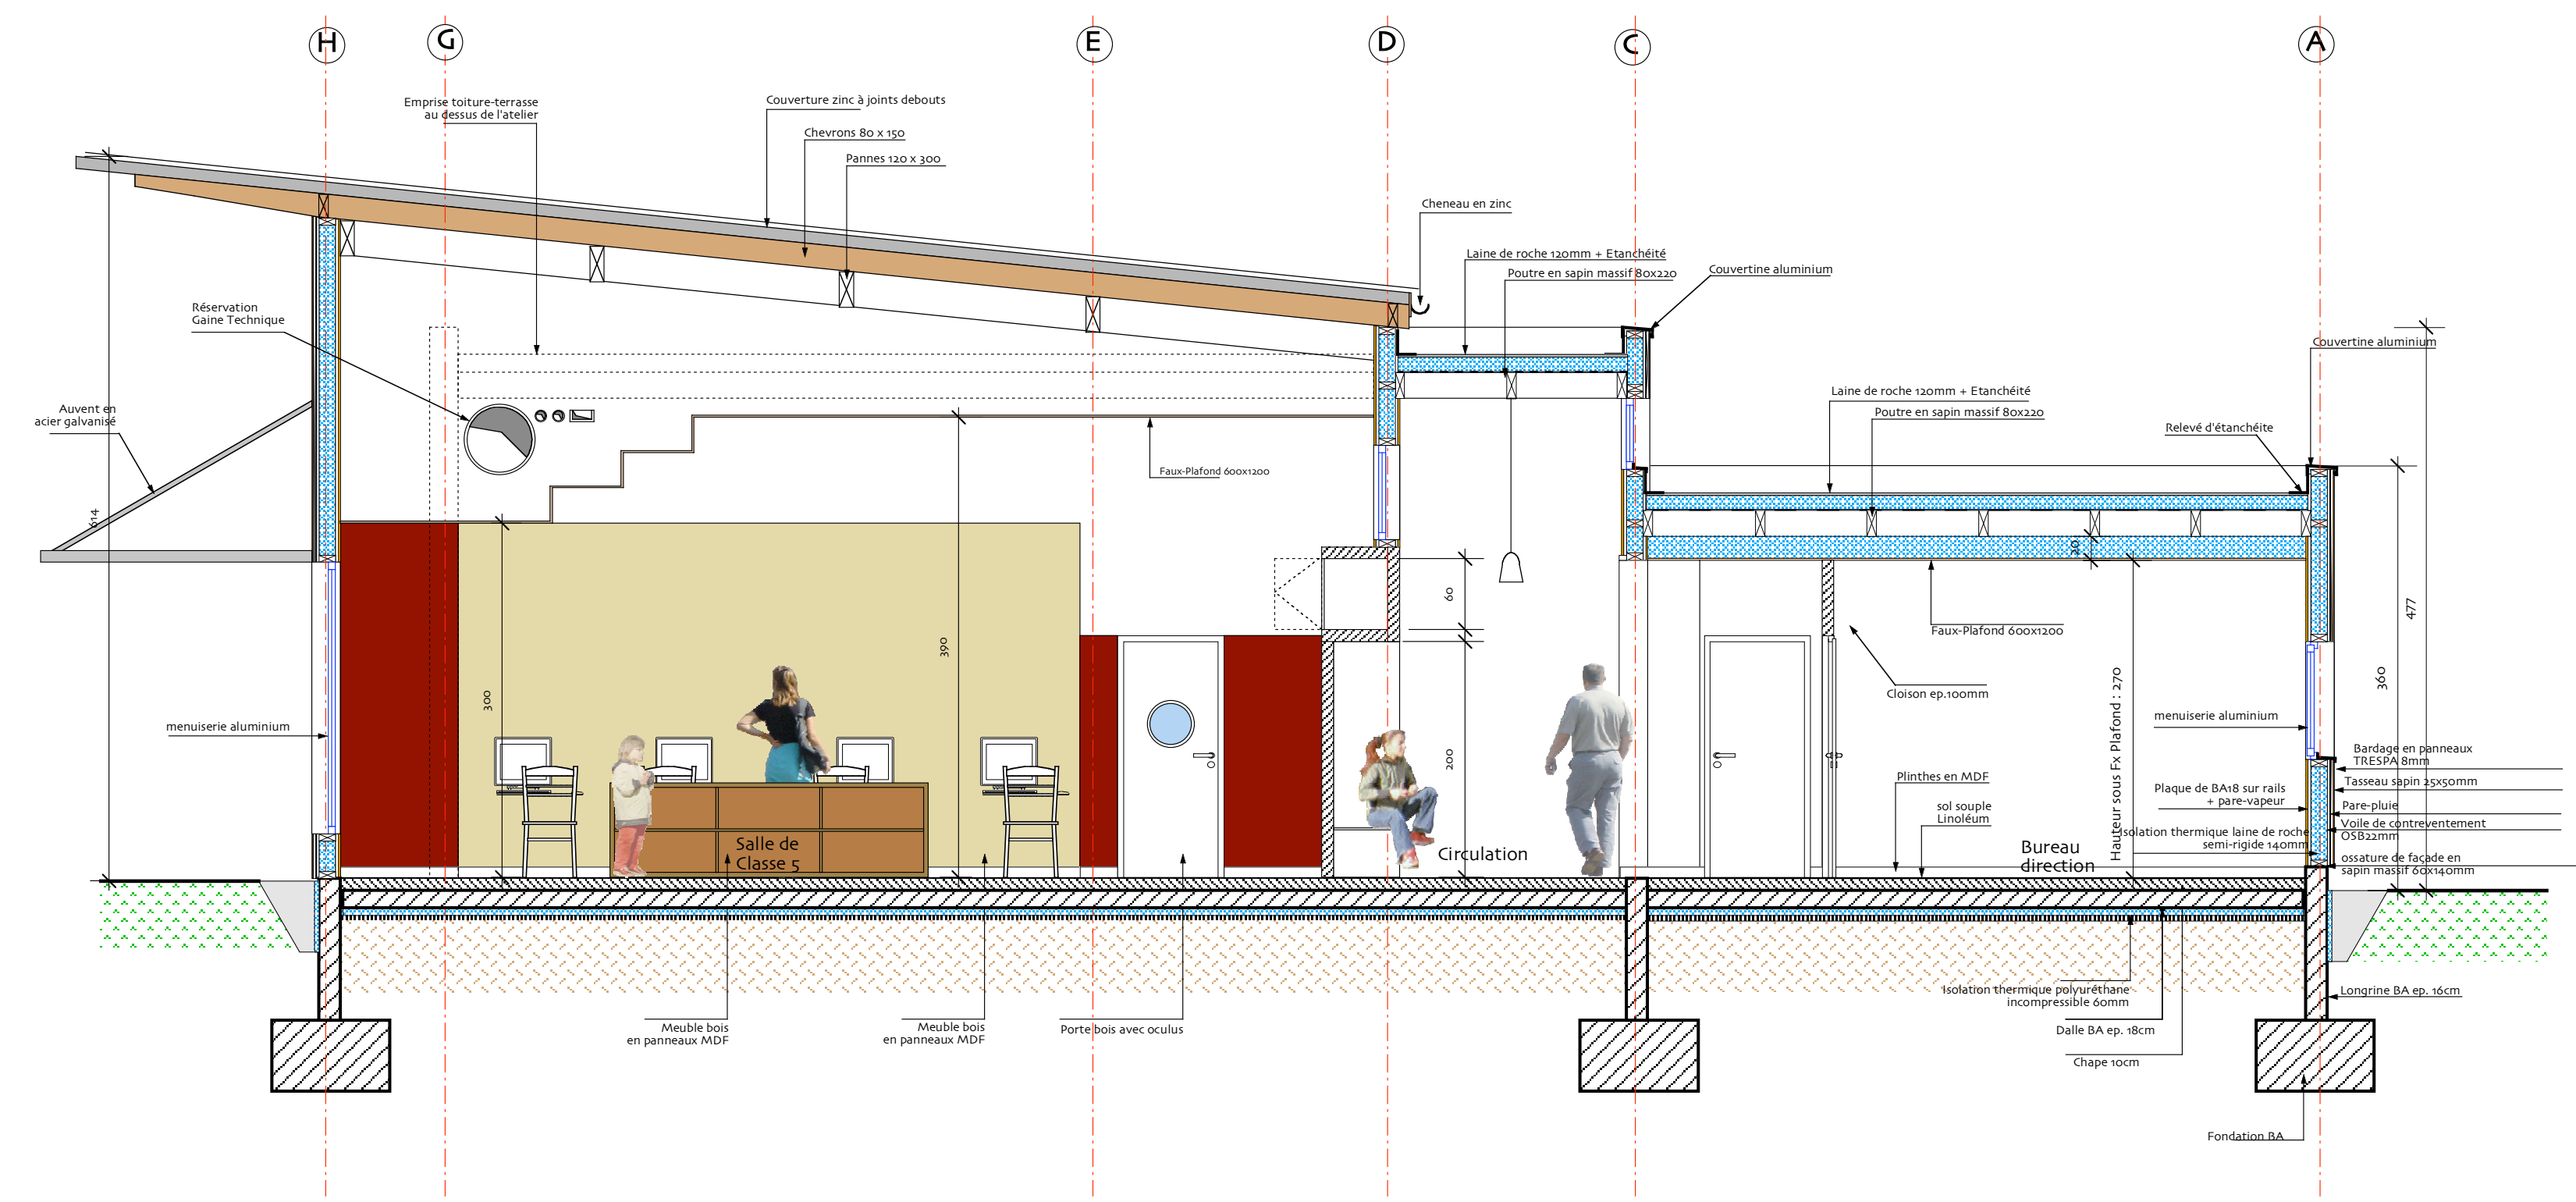 H
G
E
D
C
A
Emprise toiture-terrasse
au dessus de l'atelier
Couverture zinc à joints debouts
Chevrons 80 x 150
Pannes 120 x 300
Cheneau en zinc
Laine de roche 120mm + Etanchéité
Poutre en sapin massif 80x220
Couvertine aluminium
Réservation
Gaine Technique
Couvertine aluminium
Laine de roche 120mm + Etanchéité
Poutre en sapin massif 80x220
Relevé d'étanchéite
Auvent en
acier galvanisé
614
Faux-Plafond 600x1200
20
60
477
Faux-Plafond 600x1200
390
300
Cloison ep.100mm
Hauteur sous Fx Plafond : 270
360
menuiserie aluminium
menuiserie aluminium
200
Bardage en panneaux
TRESPA 8mm
Plinthes en MDF
Tasseau sapin 25x50mm
Plaque de BA18 sur rails
+ pare-vapeur
Pare-pluie
sol souple
Linoléum
Voile de contreventement
OSB22mm
Isolation thermique laine de roche
semi-rigide 140mm
Salle de
Classe 5
Circulation
Bureau
direction
ossature de façade en
sapin massif 60x140mm
Isolation thermique polyuréthane
incompressible 60mm
Longrine BA ep. 16cm
Meuble bois
en panneaux MDF
Meuble bois
en panneaux MDF
Porte bois avec oculus
Dalle BA ep. 18cm
Chape 10cm
Fondation BA